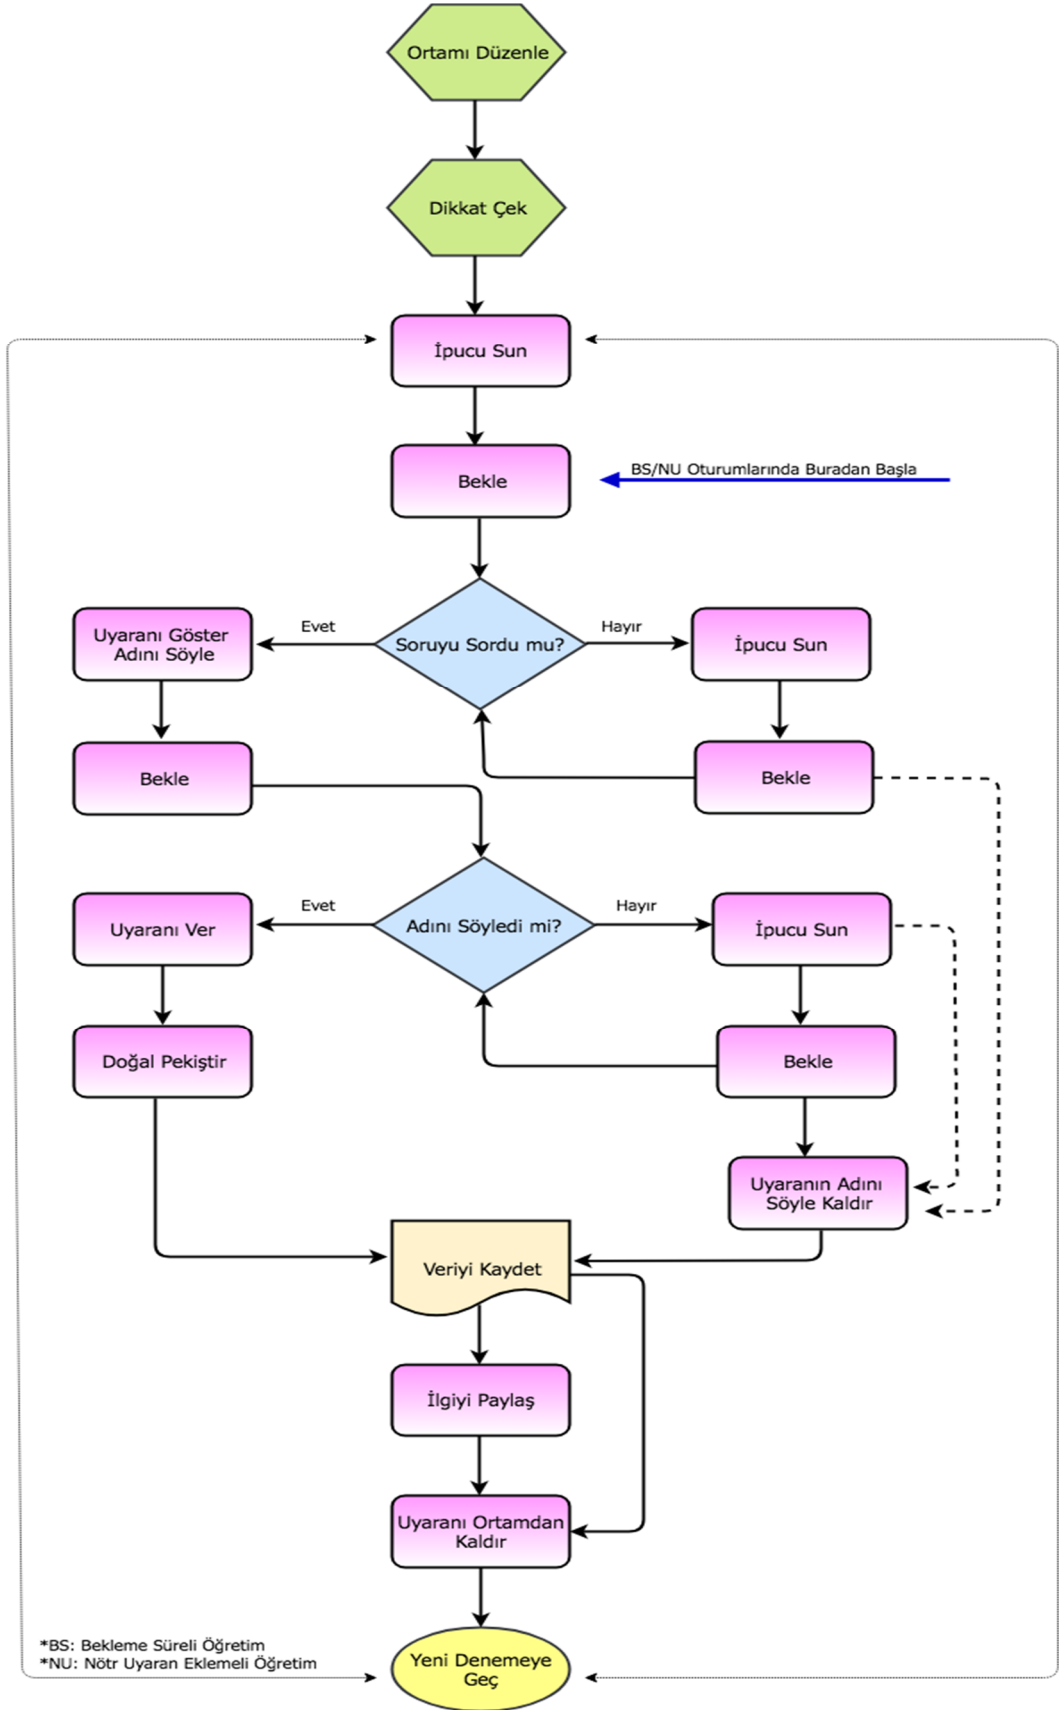 Ortamı Düzenle
Dikkat Çek
İpucu Sun
Bekle
BS/NU Oturumlarında Buradan Başla
Uyaranı Göster
Adını Söyle
Evet
Soruyu Sordu mu?
Hayır
İpucu Sun
Bekle
Bekle
Uyaranı Ver
Evet
Adını Söyledi mi?
Hayır
İpucu Sun
Doğal Pekiştir
Bekle
Uyaranın Adını
Söyle Kaldır
Veriyi Kaydet
İlgiyi Paylaş
Uyaranı Ortamdan
Kaldır
*BS: Bekleme Süreli Öğretim
*NU: Nötr Uyaran Eklemeli Öğretim
Yeni Denemeye
Geç